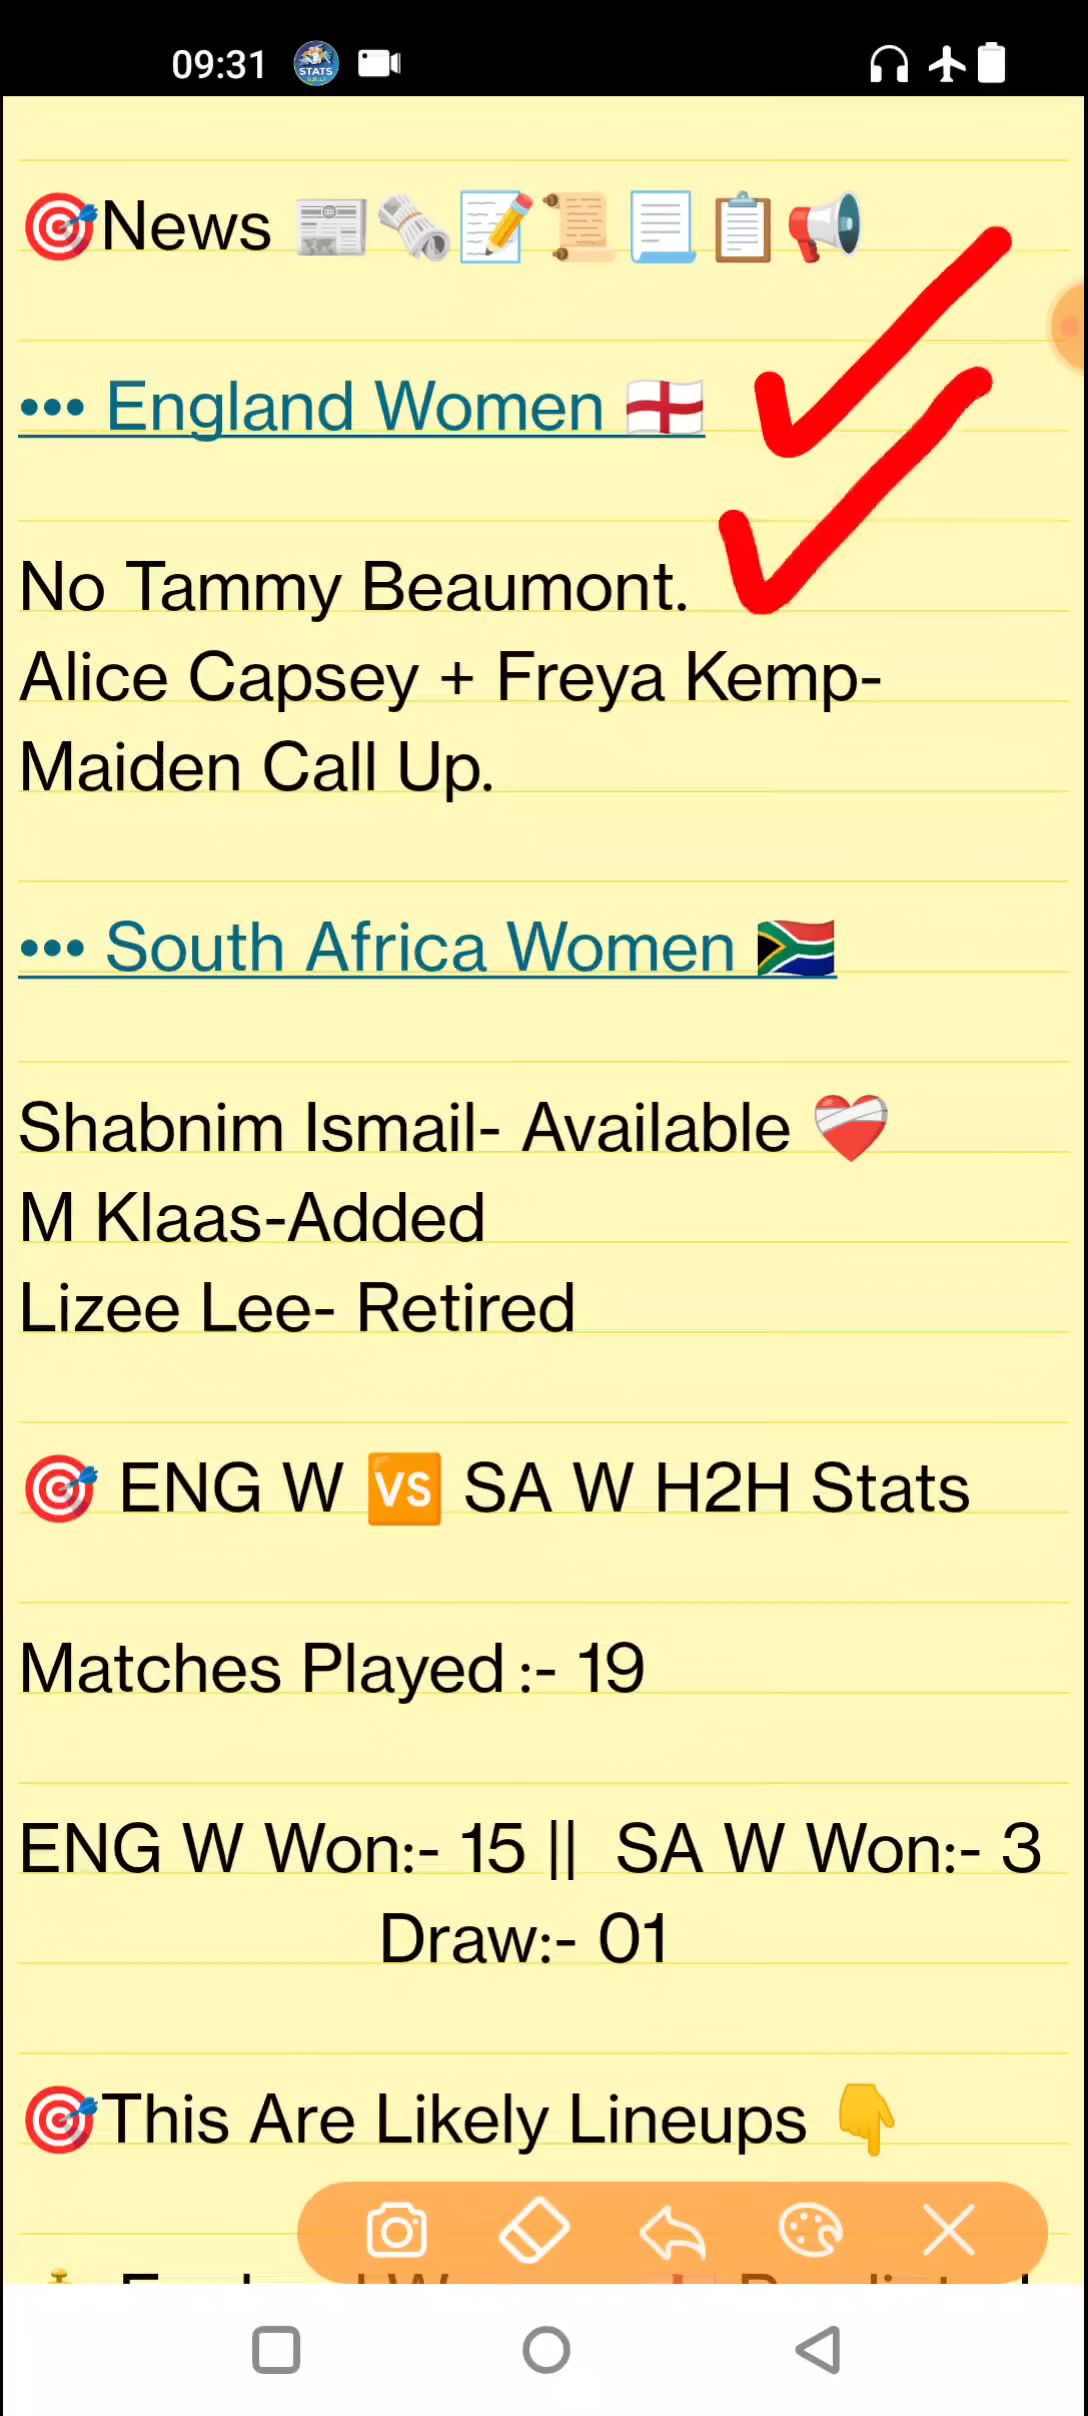 09:31 STATS
🎯News 📰🗞️📝📜📃📋📢
••• England Women 🏴󠁧󠁢󠁥󠁮󠁧󠁿
No Tammy Beaumont.
Alice Capsey + Freya Kemp-
Maiden Call Up.
••• South Africa Women 🇿🇦
Shabnim Ismail- Available ❤️‍🩹
M Klaas-Added
Lizee Lee- Retired
🎯 ENG W 🆚 SA W H2H Stats
Matches Played :- 19
ENG W Won:- 15 || SA W Won:- 3
Draw:- 01
🎯This Are Likely Lineups 👇